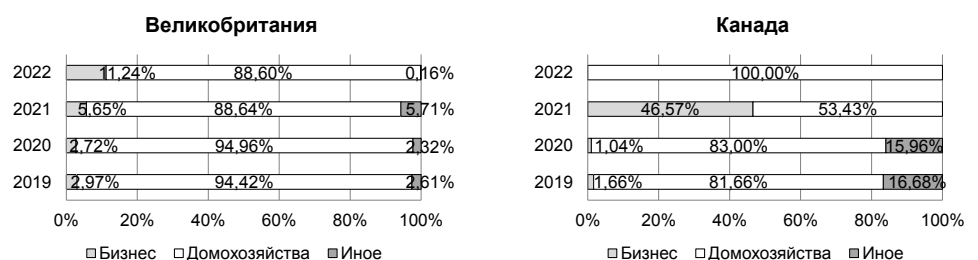 Великобритания
2022 11,24% 88,60% 0,16%
2021 5,65% 88,64% 5,71%
2020 2,72% 94,96% 2,32%
2019 2,97% 94,42% 2,61%
0% 20% 40% 60% 80% 100%
Бизнес Домохозяйства Иное
Канада
2022 100,00%
2021 46,57% 53,43%
2020 1,04% 83,00% 15,96%
2019 1,66% 81,66% 16,68%
0% 20% 40% 60% 80% 100%
Бизнес Домохозяйства Иное